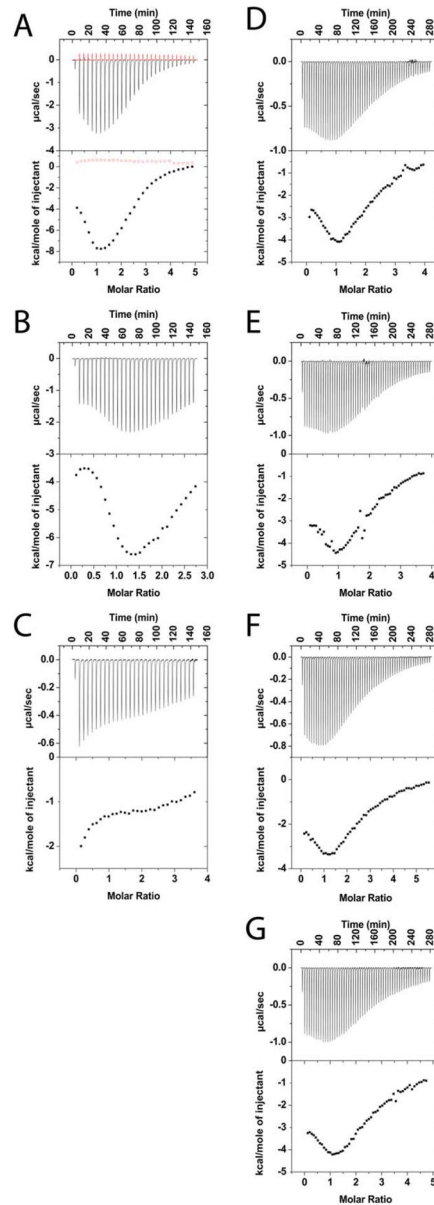 A
Time (min)
0 20 40 60 80 100 120 140 160
0
-1
-2
-3
-4
µcal/sec
0
-2
-4
-6
-8
kcal/mole of injectant
0 1 2 3 4 5
Molar Ratio
B
Time (min)
0 20 40 60 80 100 120 140 160
0
-1
-2
-3
µcal/sec
-4
-5
-6
-7
kcal/mole of injectant
0.0 0.5 1.0 1.5 2.0 2.5 3.0
Molar Ratio
C
Time (min)
0 20 40 60 80 100 120 140 160
0.0
-0.2
-0.4
0.6
µcal/sec
-1
-2
kcal/mole of injectant
0 1 2 3 4
Molar Ratio
D
Time (min)
0 40 80 120 160 200 240 280
0.0
-0.5
-1.0
µcal/sec
-1
-2
-3
-4
-5
-6
kcal/mole of injectant
0 1 2 3 4
Molar Ratio
E
Time (min)
0 40 80 120 160 200 240 280
0.0
-0.5
-1.0
µcal/sec
-1
-2
-3
-4
-5
kcal/mole of injectant
0 1 2 3 4
Molar Ratio
F
Time (min)
0 40 80 120 160 200 240 280
0.0
-0.2
-0.4
-0.6
-0.8
µcal/sec
0
-2
-4
kcal/mole of injectant
0 1 2 3 4 5
Molar Ratio
G
Time (min)
0 40 80 120 160 200 240 280
0.0
-0.5
-1.0
µcal/sec
0
-1
-2
-3
-4
-5
kcal/mole of injectant
0 1 2 3 4 5
Molar Ratio